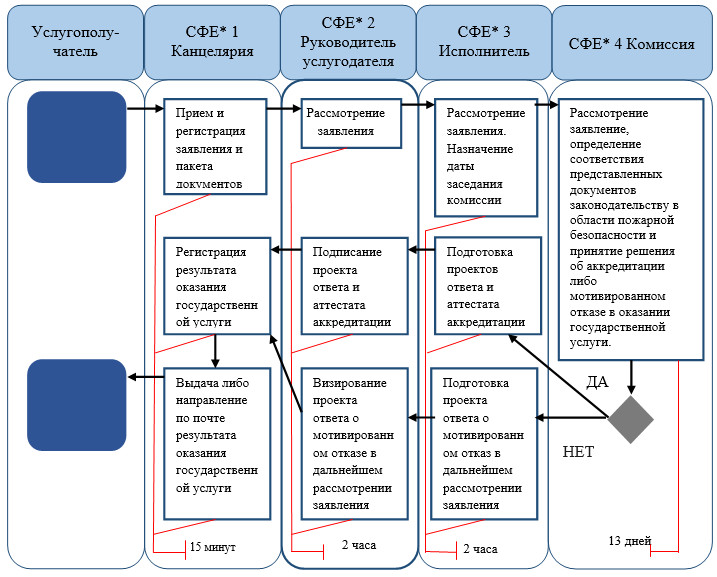 Услугополу-
чатель
СФЕ* 1
Канцелярия
СФЕ* 2
Руководитель
услугодателя
СФЕ* 3
Исполнитель
СФЕ* 4 Комиссия
Прием и
регистрация
заявления и
пакета
документов
Рассмотрение
заявления
Рассмотрение
заявления.
Назначение
даты
заседания
комиссии
Рассмотрение
заявление,
определение
соответствия
представленных
документов
законодательству в
области пожарной
безопасности и
принятие решения
об аккредитации
либо
мотивированном
отказе в оказании
государственной
услуги.
Регистрация
результата
оказания
государственн
ой услуги
Подписание
проекта
ответа и
аттестата
аккредитации
Подготовка
проектов
ответа и
аттестата
аккредитации
ДА
НЕТ
Выдача либо
направление
по почте
результата
оказания
государственн
ой услуги
Визирование
проекта
ответа о
мотивированн
ом отказе в
дальнейшем
рассмотрении
заявления
Подготовка
проекта
ответа о
мотивированн
ом отказ в
дальнейшем
рассмотрении
заявления
15 минут
2 часа
2 часа
13 дней